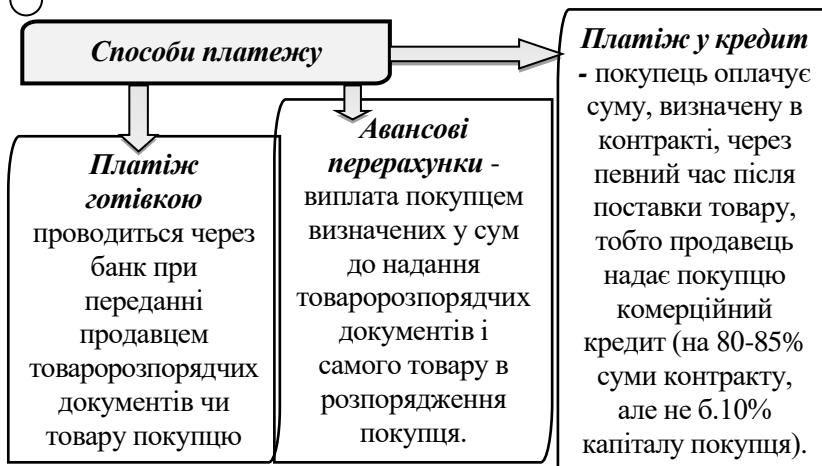 Способи платежу
Платіж
готівкою
проводиться через
банк при
переданні
продавцем
товаророзпорядчих
документів чи
товару покупцю
Авансові
перерахунки -
виплата покупцем
визначених у сум
до надання
товаророзпорядчих
документів і
самого товару в
розпорядження
покупця.
Платіж у кредит
- покупець оплачує
суму, визначену в
контракті, через
певний час після
поставки товару,
тобто продавець
надає покупцю
комерційний
кредит (на 80-85%
суми контракту,
але не б.10%
капіталу покупця).